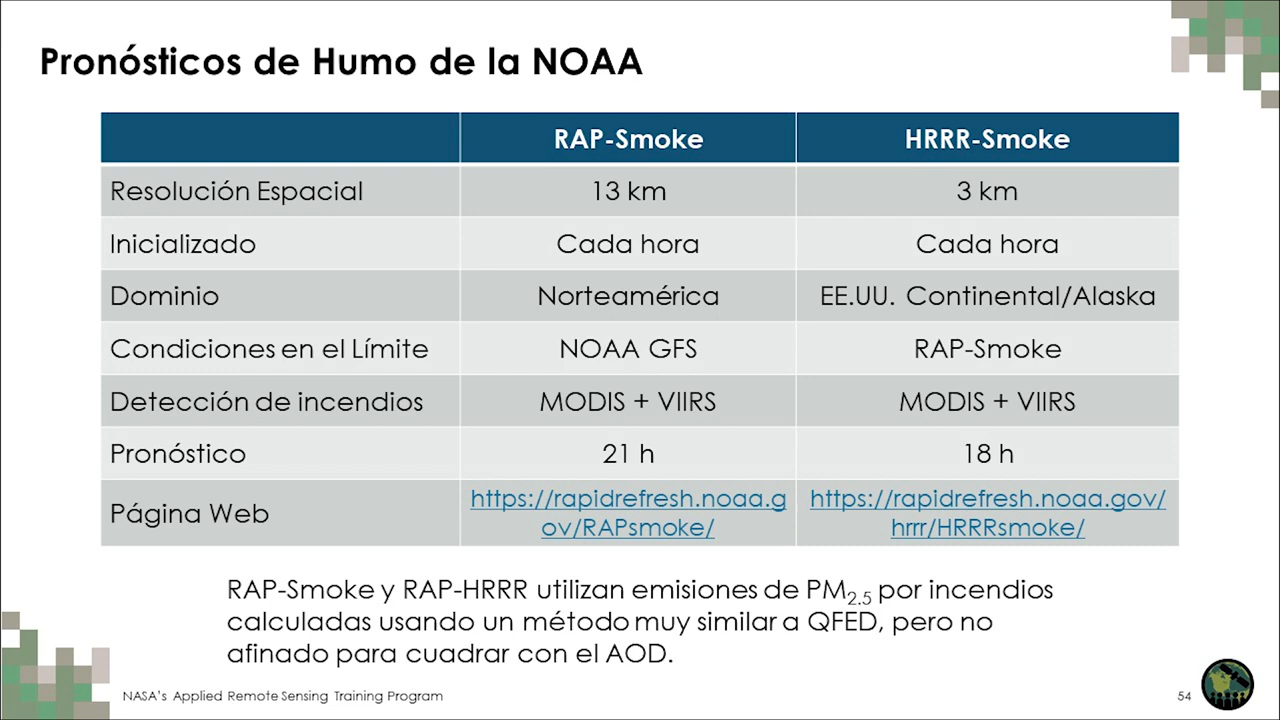 Pronósticos de Humo de la NOAA
RAP-Smoke HRRR-Smoke
Resolución Espacial 13 km 3 km
Inicializado Cada hora Cada hora
Dominio Norteamérica EE.UU. Continental/Alaska
Condiciones en el Límite NOAA GFS RAP-Smoke
Detección de incendios MODIS + VIIRS MODIS + VIIRS
Pronóstico 21 h 18 h
Página Web
https://rapidrefresh.noaa.g
ov/RAPsmoke/
https://rapidrefresh.noaa.gov/
hrrr/HRRRsmoke/
RAP-Smoke y RAP-HRRR utilizan emisiones de PM2.5 por incendios
calculadas usando un método muy similar a QFED, pero no
afinado para cuadrar con el AOD.
NASA's Applied Remote Sensing Training Program
54